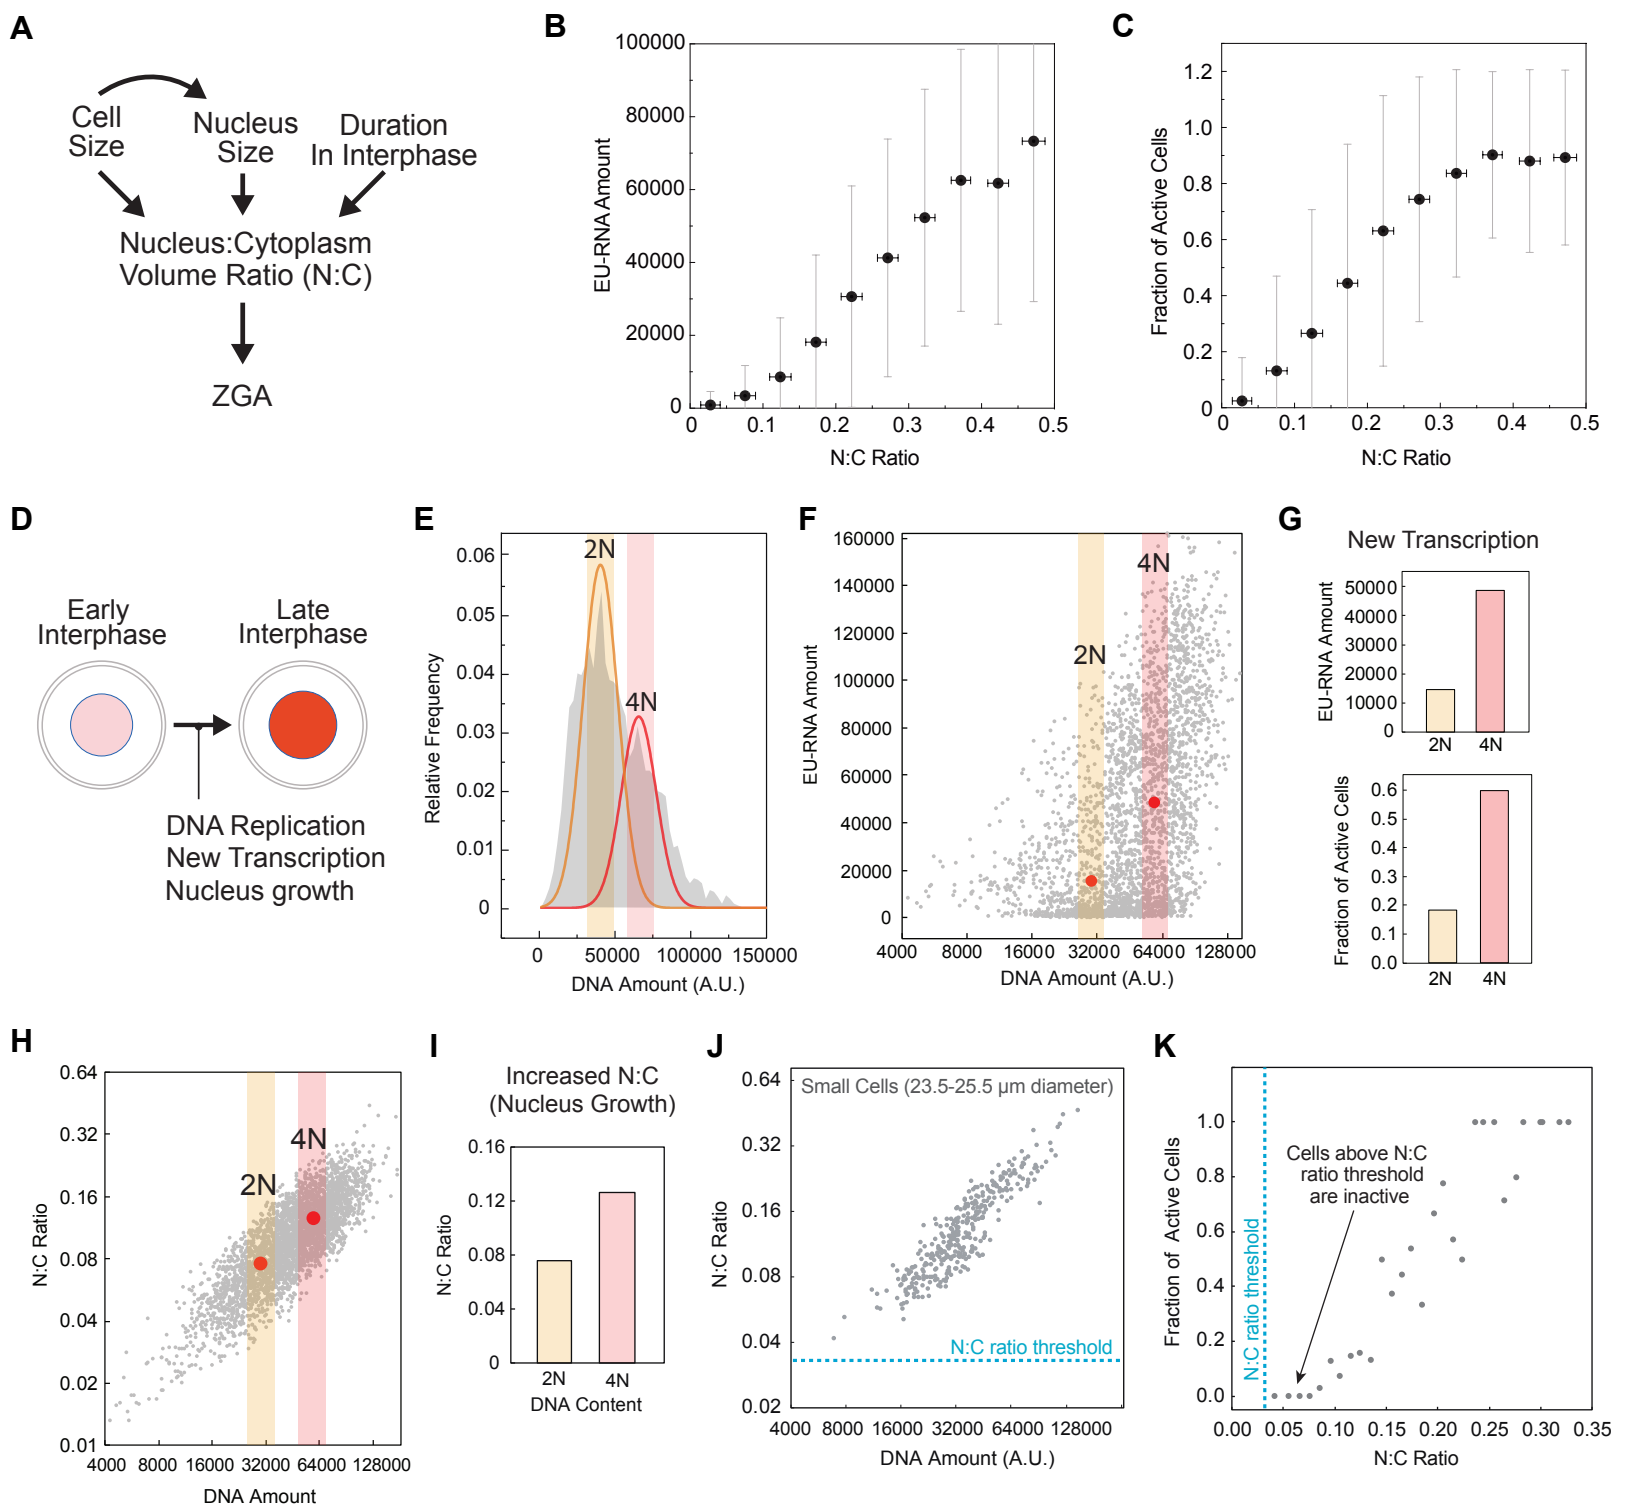 A
Cell
Size
Nucleus
Size
Duration
In Interphase
Nucleus:Cytoplasm
Volume Ratio (N:C)
ZGA
B
EU-RNA Amount
100000
80000
60000
40000
20000
0
0 0.1 0.2 0.3 0.4 0.5
N:C Ratio
C
Fraction of Active Cells
1.2
1.0
0.8
0.6
0.4
0.2
0
0 0.1 0.2 0.3 0.4 0.5
N:C Ratio
D
Early
Interphase
Late
Interphase
DNA Replication
New Transcription
Nucleus growth
E
Relative Frequency
0.06
0.05
0.04
0.03
0.02
0.01
0
2N
4N
0 50000 100000 150000
DNA Amount (A.U.)
F
EU-RNA Amount
160000
140000
120000
100000
80000
60000
40000
20000
0
4N
2N
4000 8000 16000 32000 64000 128000
DNA Amount (A.U.)
G
New Transcription
EU-RNA Amount
50000
40000
30000
20000
10000
0
2N 4N
Fraction of Active Cells
0.6
0.5
0.4
0.3
0.2
0.1
0.0
2N 4N
H
N:C Ratio
0.64
0.32
0.16
0.08
0.04
0.02
0.01
4N
2N
4000 8000 16000 32000 64000 128000
DNA Amount
I
Increased N:C
(Nucleus Growth)
N:C Ratio
0.16
0.12
0.08
0.04
0
2N 4N
DNA Content
J
N:C Ratio
0.64
0.32
0.16
0.08
0.04
0.02
Small Cells (23.5-25.5 µm diameter)
N:C ratio threshold
4000 8000 16000 32000 64000 128000
DNA Amount (A.U.)
K
Fraction of Active Cells
1.0
0.8
0.6
0.4
0.2
0.0
N:C ratio threshold
Cells above N:C
ratio threshold
are inactive
0.00 0.05 0.10 0.15 0.20 0.25 0.30 0.35
N:C Ratio